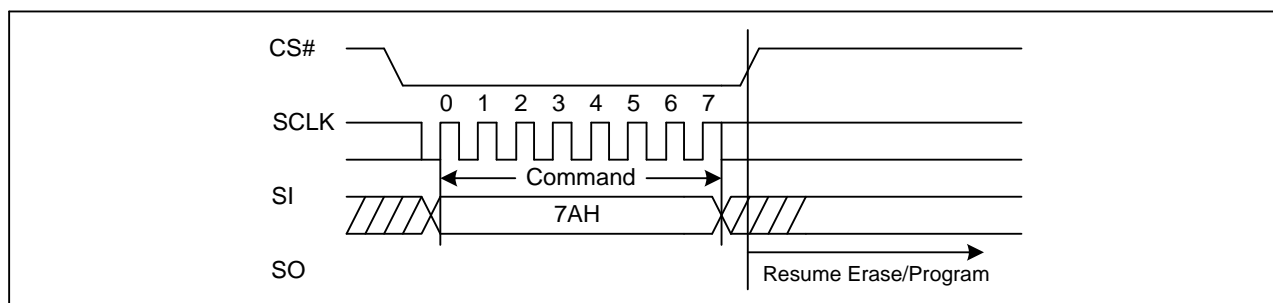 CS#
0 1 2 3 4 5 6 7
SCLK
Command
SI
7AH
SO
Resume Erase/Program